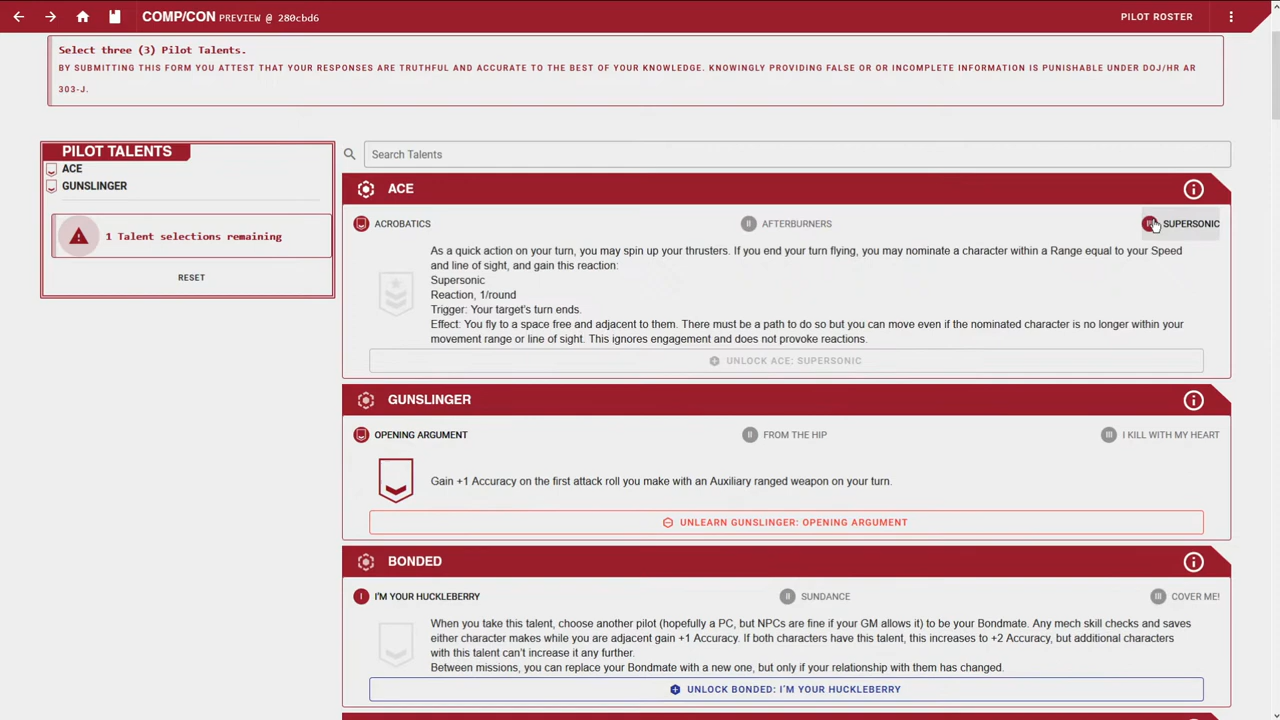 COMP/CON PREVIEW @ 280cbd6
PILOT ROSTER
Select three (3) Pilot Talents.
BY SUBMITTING THIS FORM YOU ATTEST THAT YOUR RESPONSES ARE TRUTHFUL AND ACCURATE TO THE BEST OF YOUR KNOWLEDGE. KNOWINGLY PROVIDING FALSE OR OR INCOMPLETE INFORMATION IS PUNISHABLE UNDER DOJ/HR AR
303-J.
PILOT TALENTS
ACE
GUNSLINGER
1 Talent selections remaining
RESET
Search Talents
ACE
ACROBATICS
II AFTERBURNERS
SUPERSONIC
As a quick action on your turn, you may spin up your thrusters. If you end your turn flying, you may nominate a character within a Range equal to your Speed
and line of sight, and gain this reaction:
Supersonic
Reaction, 1/round
Trigger: Your target's turn ends.
Effect: You fly to a space free and adjacent to them. There must be a path to do so but you can move even if the nominated character is no longer within your
movement range or line of sight. This ignores engagement and does not provoke reactions.
UNLOCK ACE: SUPERSONIC
GUNSLINGER
OPENING ARGUMENT
II FROM THE HIP
III I KILL WITH MY HEART
Gain +1 Accuracy on the first attack roll you make with an Auxiliary ranged weapon on your turn.
UNLEARN GUNSLINGER: OPENING ARGUMENT
BONDED
I I'M YOUR HUCKLEBERRY
II SUNDANCE
III COVER ME!
When you take this talent, choose another pilot (hopefully a PC, but NPCs are fine if your GM allows it) to be your Bondmate. Any mech skill checks and saves
either character makes while you are adjacent gain +1 Accuracy. If both characters have this talent, this increases to +2 Accuracy, but additional characters
with this talent can't increase it any further.
Between missions, you can replace your Bondmate with a new one, but only if your relationship with them has changed.
UNLOCK BONDED: I'M YOUR HUCKLEBERRY